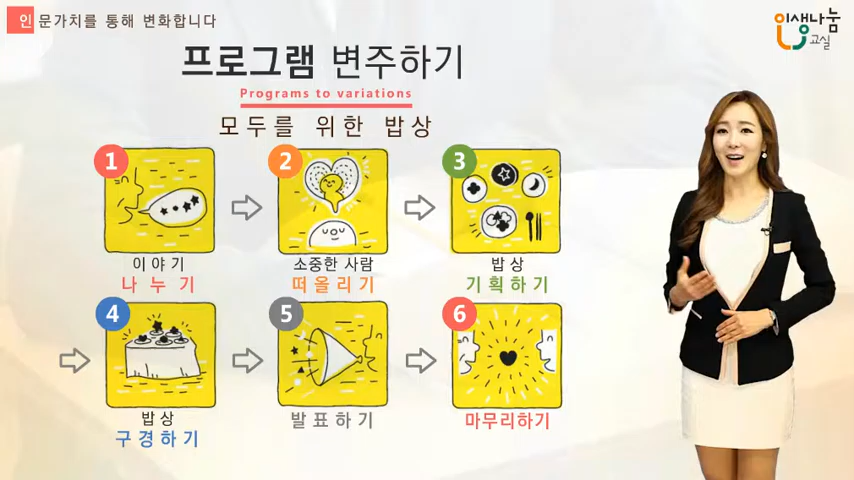 인문가치를 통해 변화합니다
인생나눔
교실
프로그램 변주하기
Programs to variations
모두를 위한 밥상
1
이야기
나누기
2
소중한 사람
떠올리기
3
밥상
기획하기
4
밥상
구경하기
5
발표하기
6
마무리하기